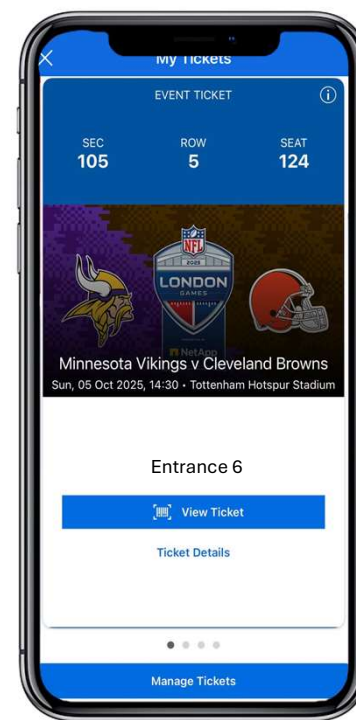 My Tickets
EVENT TICKET
SEC ROW SEAT
105 5 124
NFL
2025
LONDON
GAMES
NetApp
Minnesota Vikings v Cleveland Browns
Sun, 05 Oct 2025, 14:30 • Tottenham Hotspur Stadium
Entrance 6
View Ticket
Ticket Details
Manage Tickets